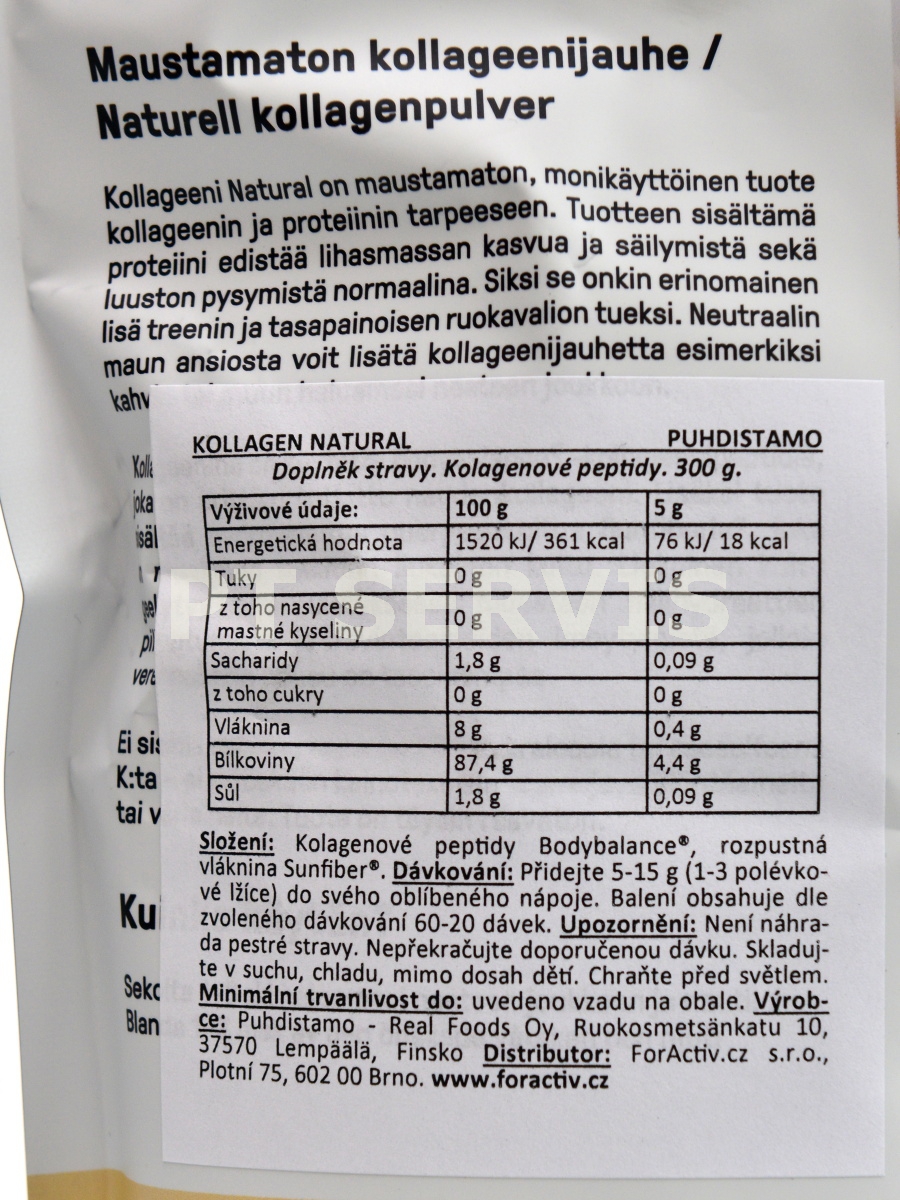 Maustamaton kollageenijauhe /
Naturell kollagenpulver
Kollageeni Natural on maustamaton, monikäyttöinen tuote
kollageenin ja proteiinin tarpeeseen. Tuotteen sisältämä
proteiini edistää lihasmassan kasvua ja säilymistä sekä
luuston pysymistä normaalina. Siksi se onkin erinomainen
lisä treenin ja tasapainoisen ruokavalion tueksi. Neutraalin
maun ansiosta voit lisätä kollageenijauhetta esimerkiksi
KOLLAGEN NATURAL PUHDISTAMO
Doplněk stravy. Kolagenové peptidy. 300 g.
Výživové údaje: 100 g 5 g
Energetická hodnota 1520 kJ/ 361 kcal 76 kJ/ 18 kcal
Tuky 0 g 0 g
z toho nasycené
mastné kyseliny 0 g 0 g
Sacharidy 1,8 g 0,09 g
z toho cukry 0 g 0 g
Vláknina 8 g 0,4 g
Bílkoviny 87,4 g 4,4 g
Sůl 1,8 g 0,09 g
PT SERVIS
Složení: Kolagenové peptidy Bodybalance®, rozpustná
vláknina Sunfiber®. Dávkování: Přidejte 5-15 g (1-3 polévko-
vé lžíce) do svého oblíbeného nápoje. Balení obsahuje dle
zvoleného dávkování 60-20 dávek. Upozornění: Není náhra-
da pestré stravy. Nepřekračujte doporučenou dávku. Skladuj-
te v suchu, chladu, mimo dosah dětí. Chraňte před světlem.
Minimální trvanlivost do: uvedeno vzadu na obale. Výrob-
ce: Puhdistamo - Real Foods Oy, Ruokosmetsänkatu 10,
37570 Lempäälä, Finsko Distributor: ForActiv.cz s.r.o.,
Plotní 75, 602 00 Brno. www.foractiv.cz
kahv
joka
Ei sis
K:ta
tai v
Ku
Seko
Blan